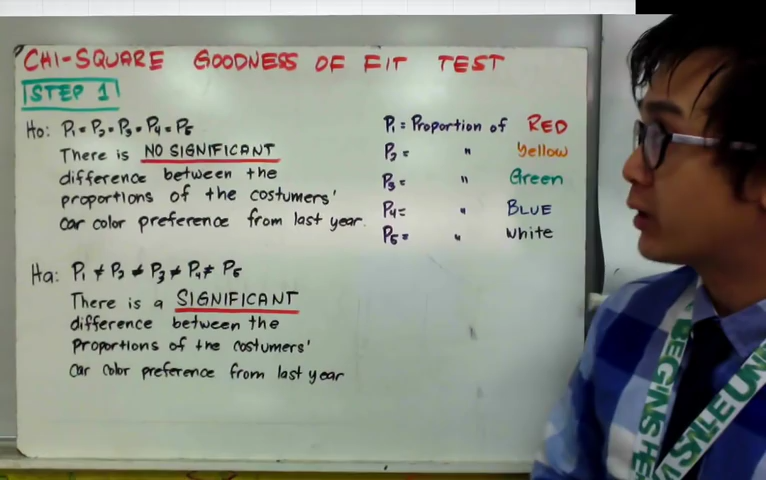 CHI-SQUARE GOODNESS OF FIT TEST
STEP 1
Ho: P1 = P2 = P3 = P4 = P5
There is NO SIGNIFICANT
difference between the
proportions of the costumers'
car color preference from last year.
P1 = Proportion of RED
P2 = " Yellow
P3 = " Green
P4 = " BLUE
P5 = " White
Ha: P1 ≠ P2 ≠ P3 ≠ P4 ≠ P5
There is a SIGNIFICANT
difference between the
Proportions of the costumers'
Car color preference from last year
BEGINS HE